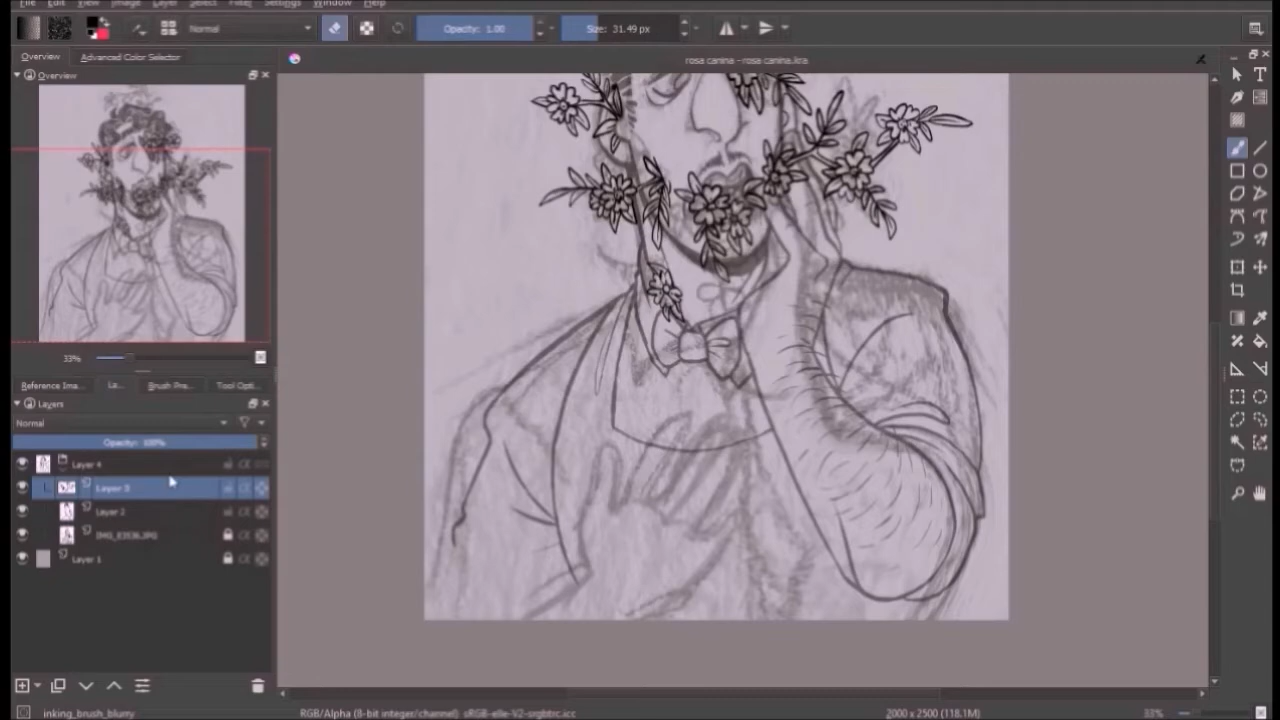 File Edit View Image Layer Select Filter Settings Window Help
Normal
Opacity: 1.00
Size: 31.49 px
Overview
Advanced Color Selector
rosa canina - rosa canina.kra
Overview
33%
Reference Ima...
La...
Brush Pre...
Tool Opti...
Layers
Normal
Opacity: 100%
Layer 4
Layer 3
Layer 2
Layer 1
inking_brush_blurry
RGB/Alpha (8-bit integer/channel) sRGB-elle-V2-srgbtrc.icc
2000 x 2500 (118.1M)
33%